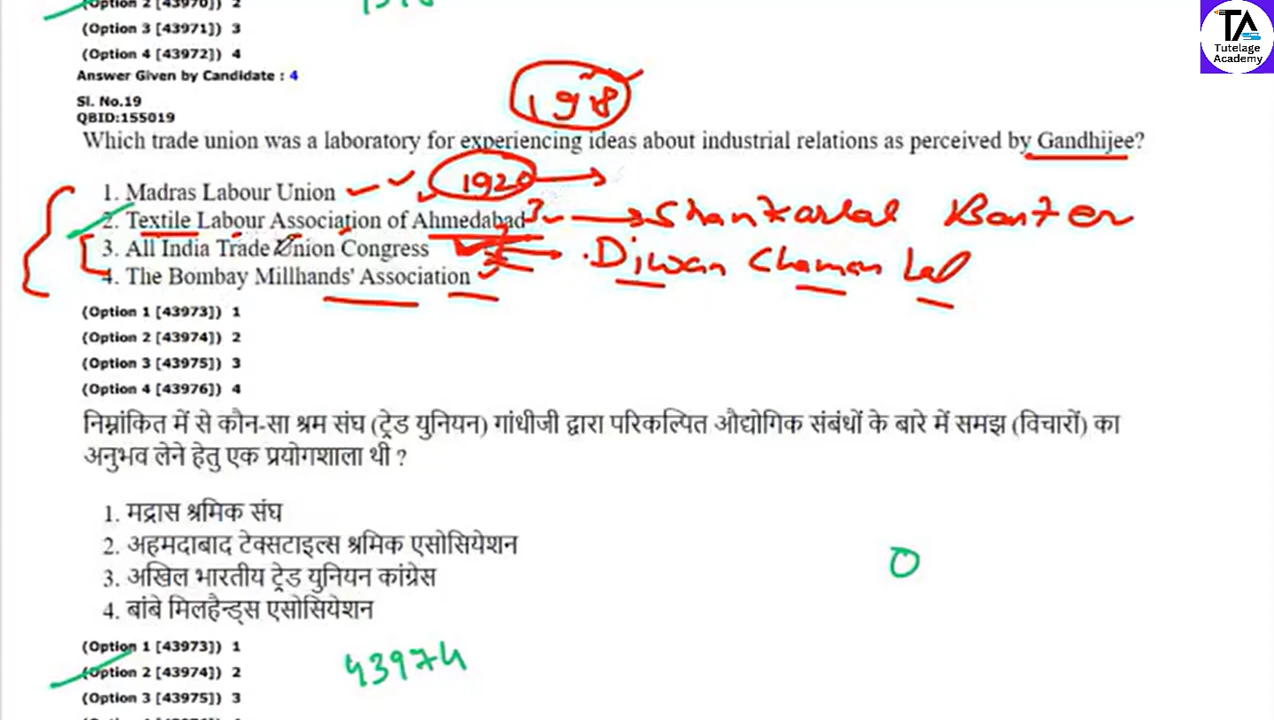 (Option 2 [43970]) 2
(Option 3 [43971]) 3
(Option 4 [43972]) 4
Answer Given by Candidate : 4
TA
Tutelage
Academy
Sl. No.19
QBID:155019
1918
Which trade union was a laboratory for experiencing ideas about industrial relations as perceived by Gandhijee?
1. Madras Labour Union
1920
2. Textile Labour Association of Ahmedabad
Shankarlal Banker
3. All India Trade Union Congress
Diwan Chaman Lal
4. The Bombay Millhands' Association
(Option 1 [43973]) 1
(Option 2 [43974]) 2
(Option 3 [43975]) 3
(Option 4 [43976]) 4
निम्नांकित में से कौन-सा श्रम संघ (ट्रेड यूनियन) गांधीजी द्वारा परिकल्पित औद्योगिक संबंधों के बारे में समझ (विचारों) का
अनुभव लेने हेतु एक प्रयोगशाला थी ?
1. मद्रास श्रमिक संघ
2. अहमदाबाद टेक्सटाइल्स श्रमिक एसोसियेशन
3. अखिल भारतीय ट्रेड यूनियन कांग्रेस
4. बांबे मिलहैन्ड्स एसोसियेशन
(Option 1 [43973]) 1
43974
(Option 2 [43974]) 2
(Option 3 [43975]) 3